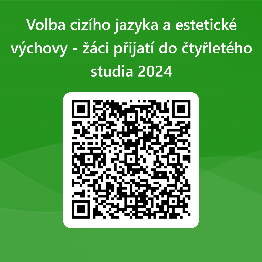 Volba cizího jazyka a estetické
výchovy - žáci přijatí do čtyřletého
studia 2024